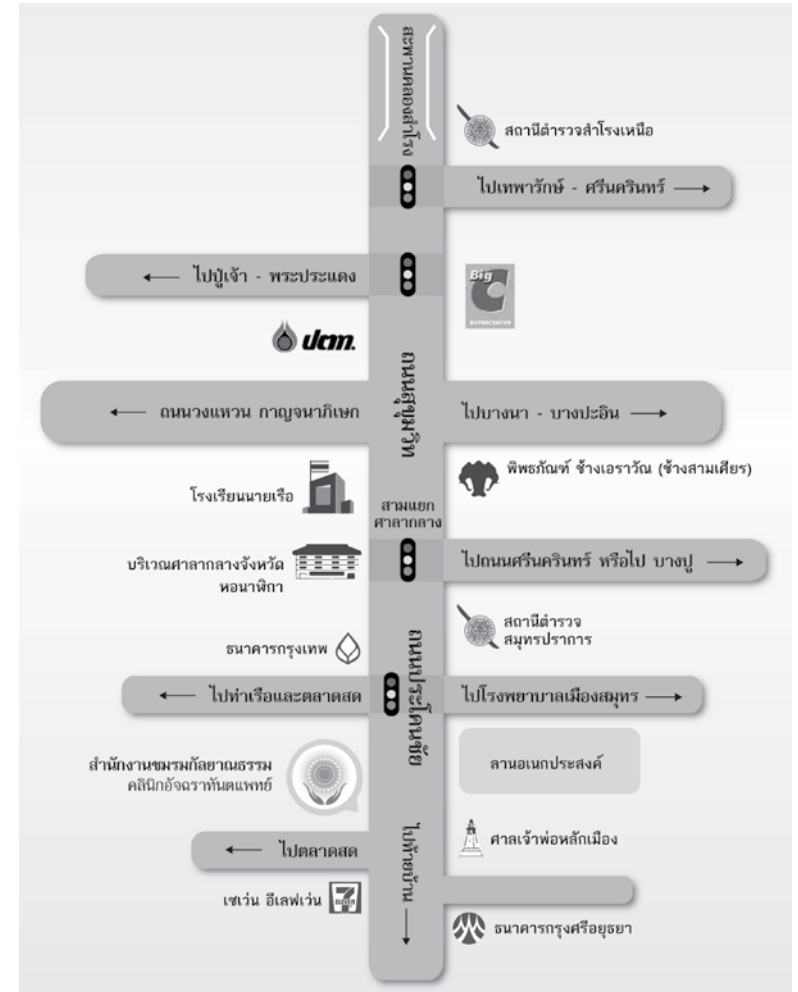 สะพานคลองสำโรง
สถานีตำรวจสำโรงเหนือ
ไปเทพารักษ์ - ศรีนครินทร์
ไปปู่เจ้า - พระประแดง
Big C
SUPERCENTER
ปตท.
ถนนสุขุมวิท
ถนนวงแหวน กาญจนาภิเษก
ไปบางนา - บางปะอิน
พิพธภัณฑ์ ช้างเอราวัณ (ช้างสามเศียร)
โรงเรียนนายเรือ
สามแยก
ศาลากลาง
บริเวณศาลากลางจังหวัด
หอนาฬิกา
ไปถนนศรีนครินทร์ หรือไป บางปู
สถานีตำรวจ
สมุทรปราการ
ธนาคารกรุงเทพ
ถนนประโคนชัย
ไปท่าเรือและตลาดสด
ไปโรงพยาบาลเมืองสมุทร
สำนักงานชมรมกัลยาณธรรม
คลินิกอัจฉราทันตแพทย์
ลานอเนกประสงค์
ศาลเจ้าพ่อหลักเมือง
ไปตลาดสด
ไปท้ายบ้าน
เซเว่น อีเลฟเว่น
7 ELEVEN
ธนาคารกรุงศรีอยุธยา